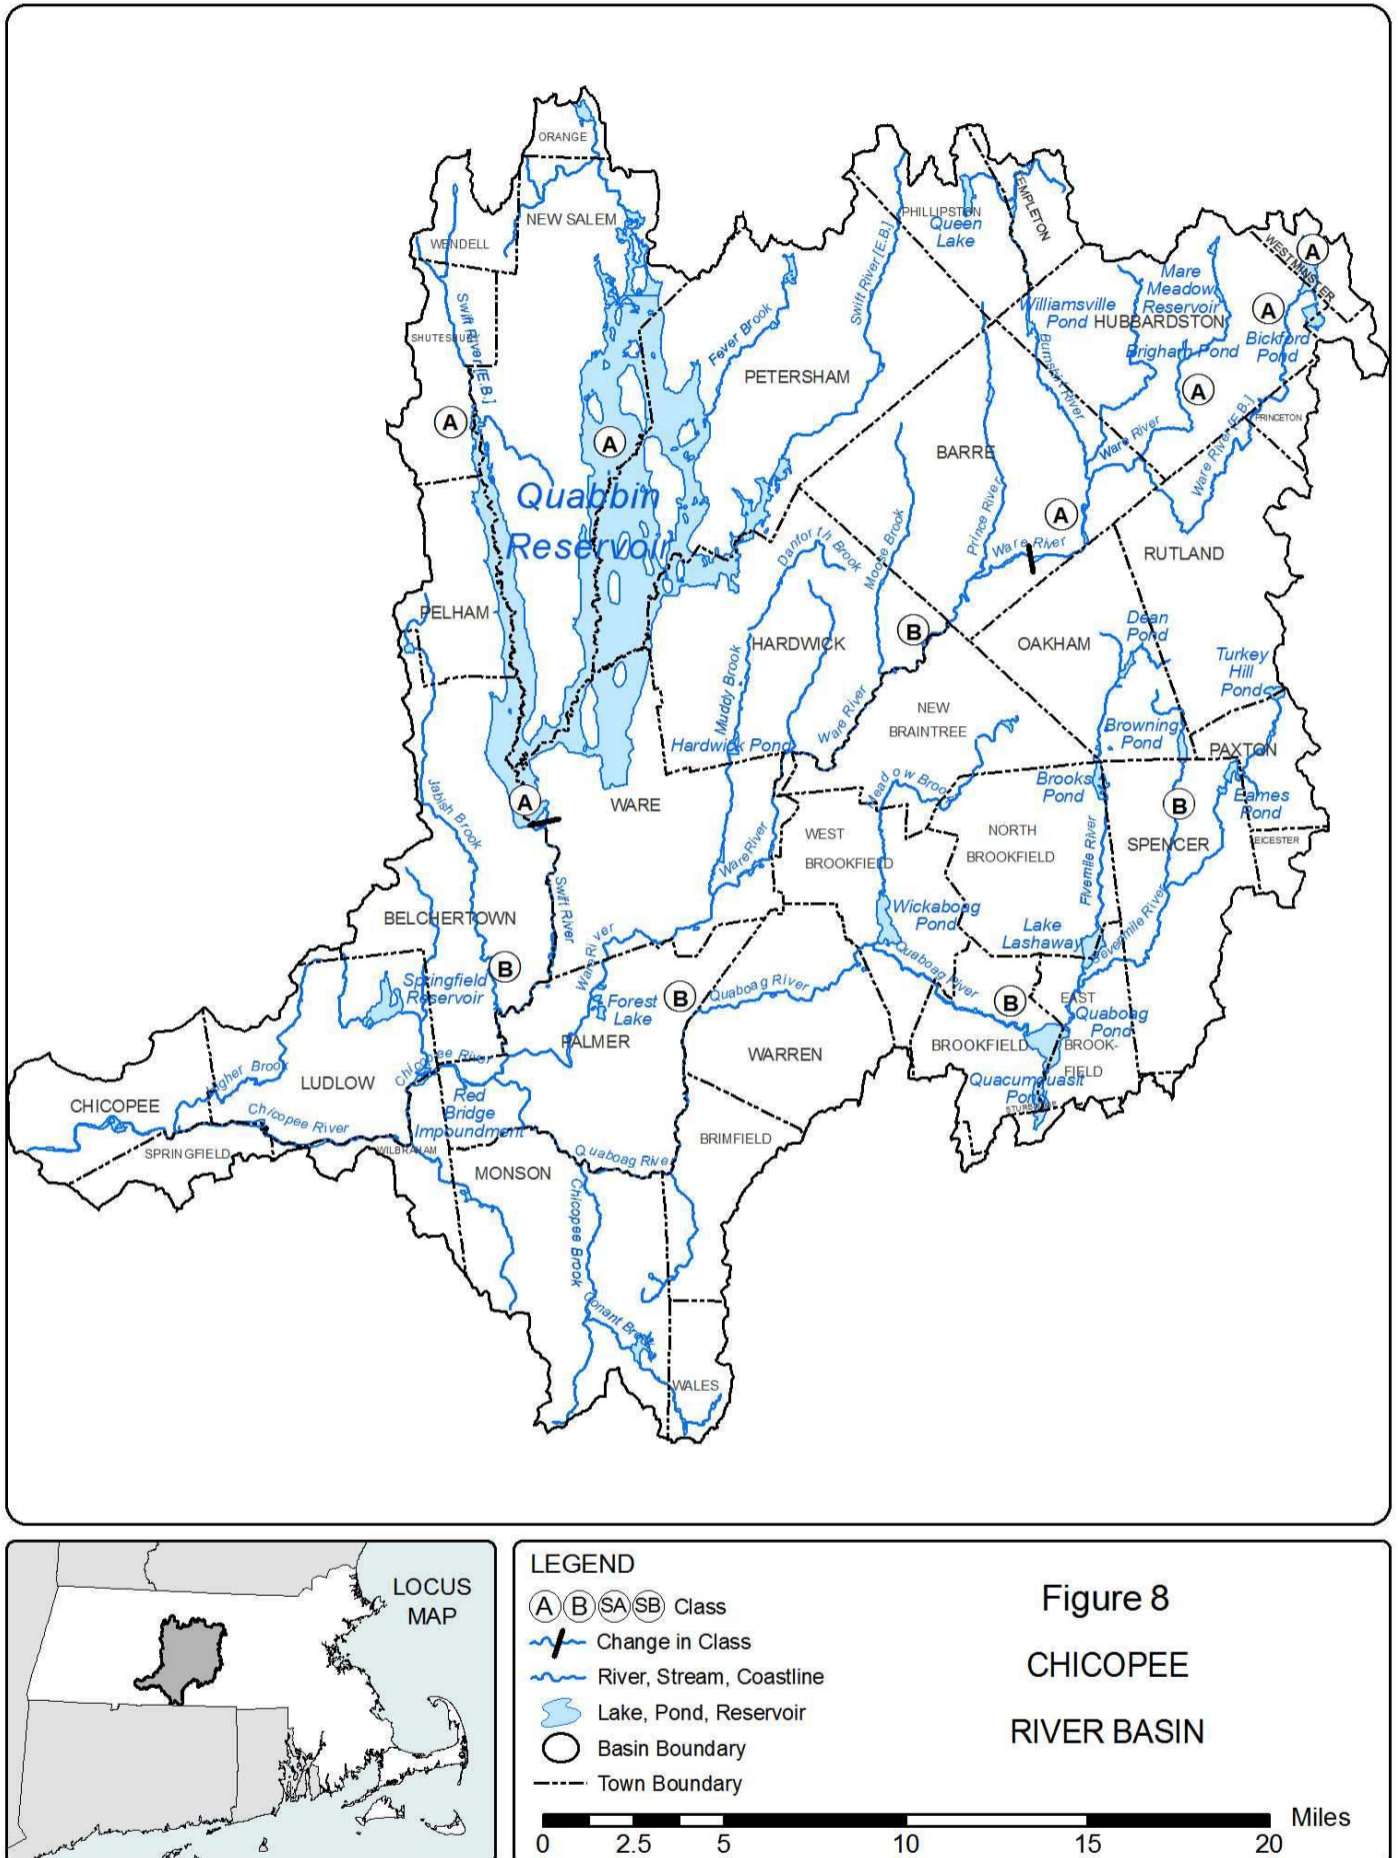 ORANGE
NEW SALEM
WENDELL
PHILLIPSTON
Queen
Lake
TEMPLETON
WESTMINSTER
A
Swift River [E.B.]
Swift River [E.B.]
Mare
Meadow
Reservoir
Williamsville
Pond
HUBBARDSTON
A
Bickford
Pond
Fever Brook
Burnshirt River
Brigham Pond
PETERSHAM
A
PRINCETON
A
A
Ware River
Ware River [E.B.]
BARRE
Quabbin
Reservoir
A
Prince River
Moose Brook
Danforth Brook
Ware River
RUTLAND
PELHAM
B
HARDWICK
OAKHAM
Dean
Pond
Turkey
Hill
Pond
Muddy Brook
Ware River
NEW
BRAINTREE
Browning
Pond
PAXTON
Hardwick Pond
Meadow Brook
Brooks
Pond
B
Eames
Pond
Jabish Brook
A
WARE
WEST
BROOKFIELD
NORTH
BROOKFIELD
SPENCER
Ware River
Fivemile River
Swift River
BELCHERTOWN
Wickaboag
Pond
Lake
Lashaway
Sevenmile River
B
Ware River
Springfield
Reservoir
Forest
Lake
B
Quaboag River
Quaboag River
B
EAST
Quaboag
Pond
PALMER
WARREN
BROOKFIELD
BROOK-
FIELD
Chicopee River
Higher Brook
LUDLOW
Red
Bridge
Impoundment
Quacumquasit
Pond
STURBRIDGE
CHICOPEE
Chicopee River
SPRINGFIELD
WILBRAHAM
BRIMFIELD
Quaboag River
MONSON
Chicopee Brook
Conant Brook
WALES
LOCUS
MAP
LEGEND
A B SA SB Class
Change in Class
River, Stream, Coastline
Lake, Pond, Reservoir
Basin Boundary
Town Boundary
Figure 8
CHICOPEE
RIVER BASIN
Miles
0 2.5 5 10 15 20